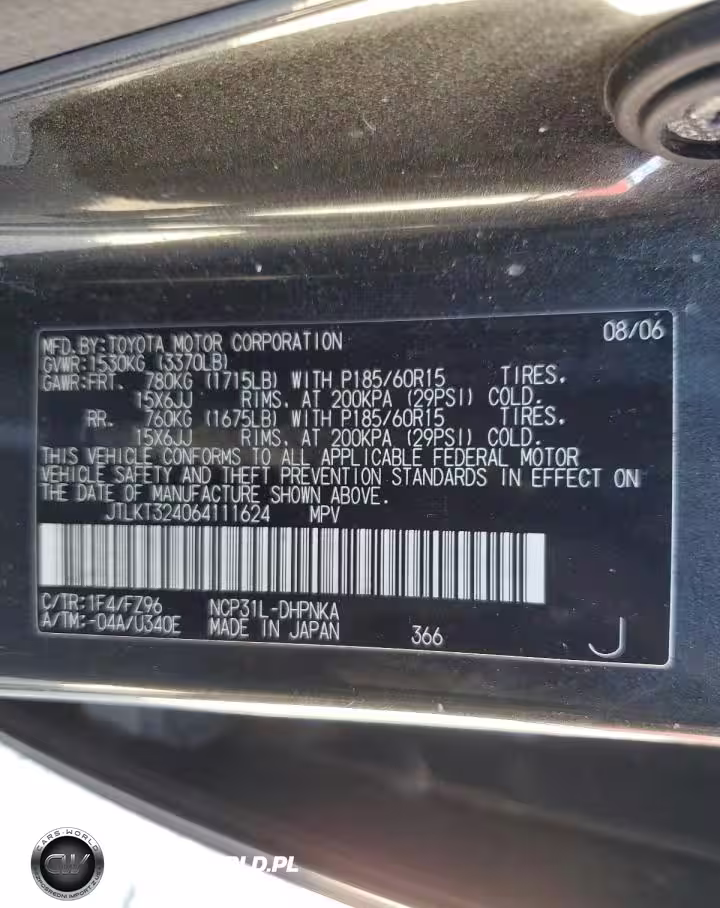 MFD.BY:TOYOTA MOTOR CORPORATION 08/06
GVWR:1530KG (3370LB)
GAWR:FRT. 780KG (1715LB) WITH P185/60R15 TIRES.
15X6JJ RIMS. AT 200KPA (29PSI) COLD.
RR. 760KG (1675LB) WITH P185/60R15 TIRES.
15X6JJ RIMS. AT 200KPA (29PSI) COLD.
THIS VEHICLE CONFORMS TO ALL APPLICABLE FEDERAL MOTOR
VEHICLE SAFETY AND THEFT PREVENTION STANDARDS IN EFFECT ON
THE DATE OF MANUFACTURE SHOWN ABOVE.
JTLKT324064111624 MPV
C/TR:1F4/FZ96 NCP31L-DHPNKA
A/TM:-04A/U340E MADE IN JAPAN 366 J
CARS-WORLD
CW